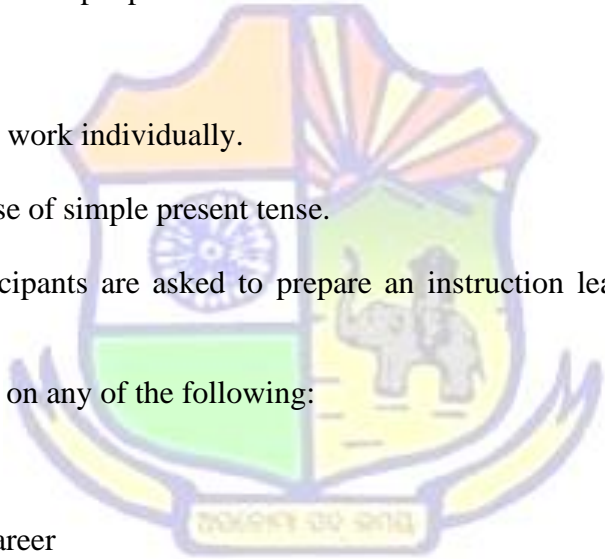 work individually.
se of simple present tense.
cipants are asked to prepare an instruction lea
on any of the following:
areer